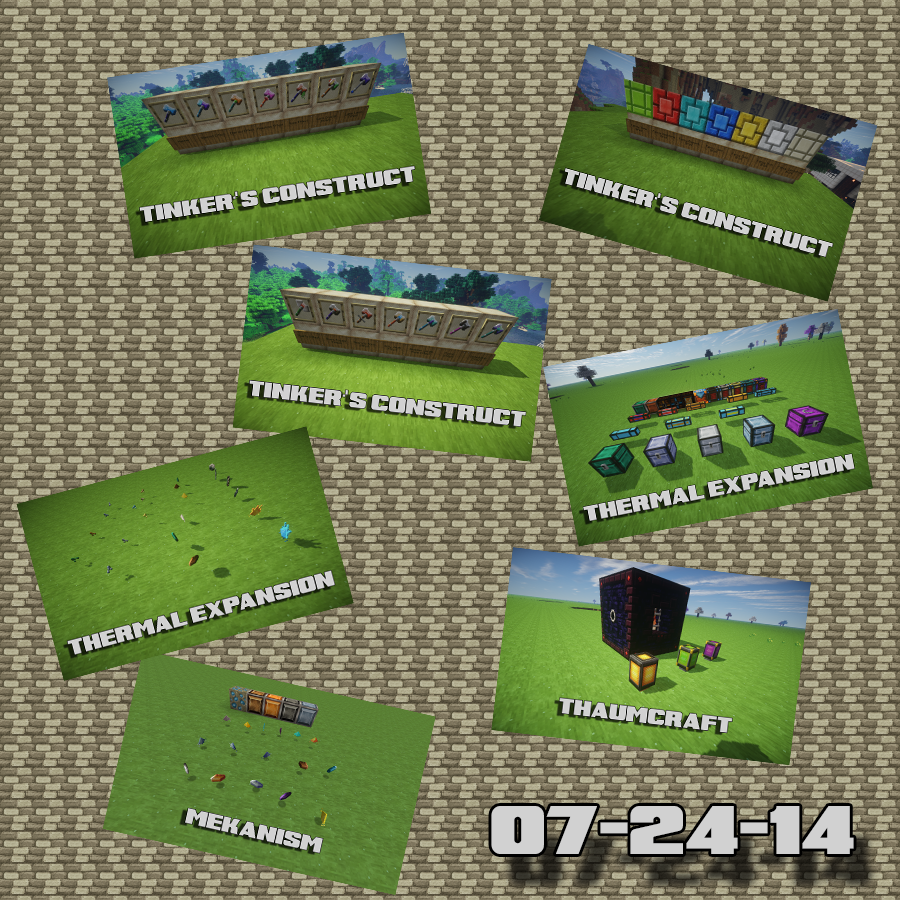 TINKER'S CONSTRUCT
TINKER'S CONSTRUCT
TINKER'S CONSTRUCT
THERMAL EXPANSION
THERMAL EXPANSION
THAUMCRAFT
MEKANISM
07-24-14